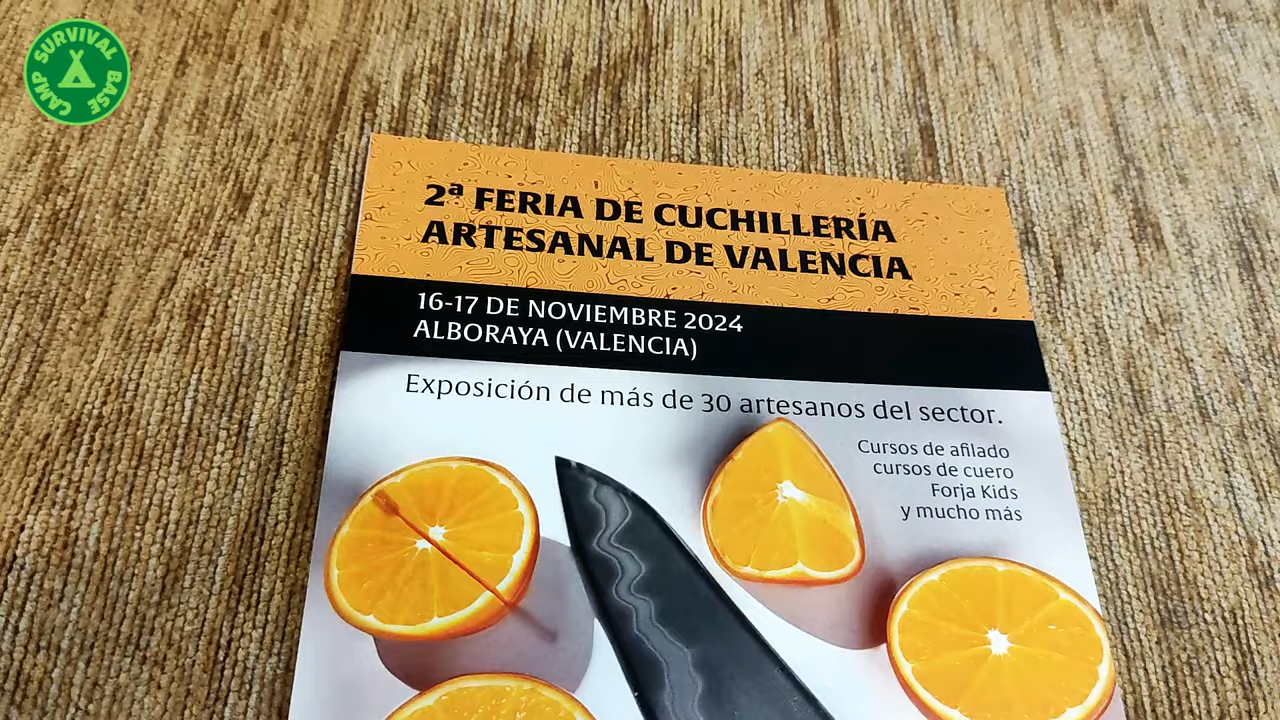 SURVIVAL
CAMP BASE
2ª FERIA DE CUCHILLERÍA
ARTESANAL DE VALENCIA
16-17 DE NOVIEMBRE 2024
ALBORAYA (VALENCIA)
Exposición de más de 30 artesanos del sector.
Cursos de afilado
cursos de cuero
Forja Kids
y mucho más